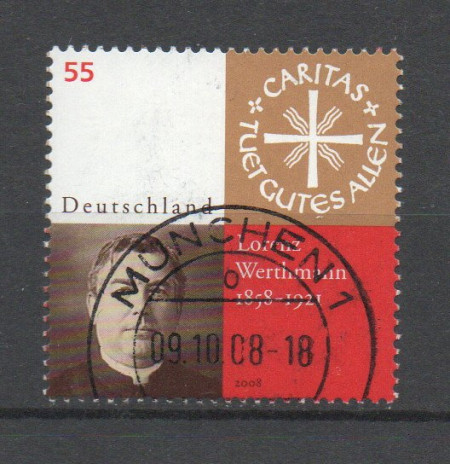 55
CARITAS
TUET GUTES ALLEN
Deutschland
Lorenz
Werthmann
1858–1921
MÜNCHEN 1
o
09.10.08-18
2008